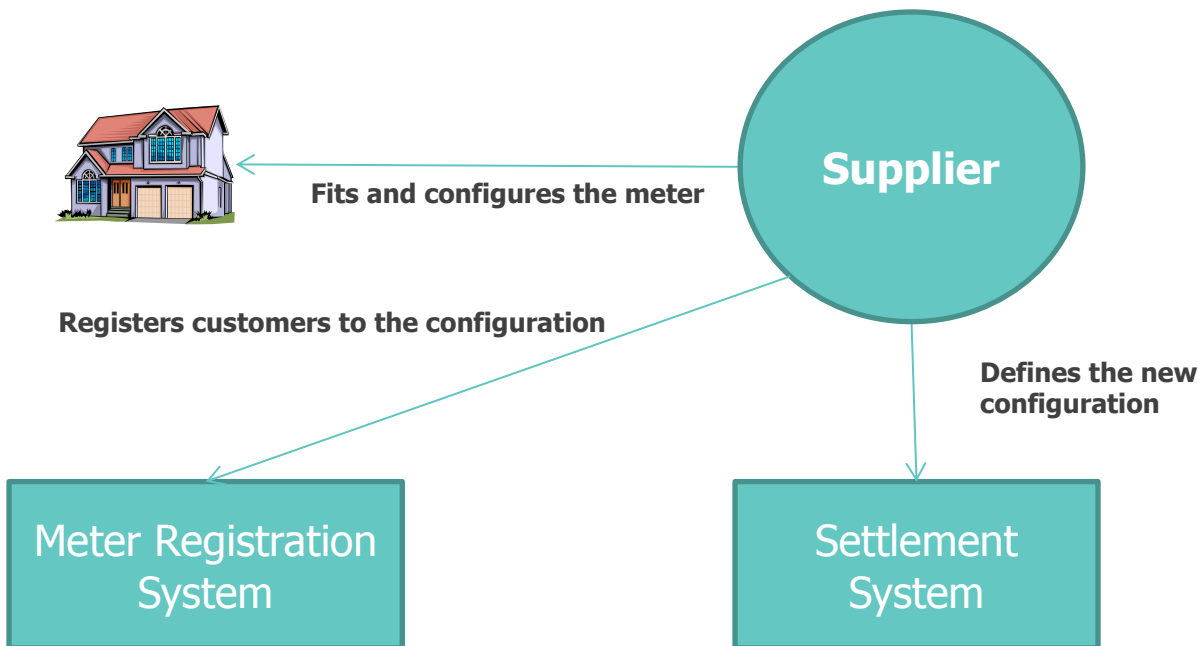 Supplier
Fits and configures the meter
Registers customers to the configuration
Defines the new
configuration
Meter Registration
System
Settlement
System